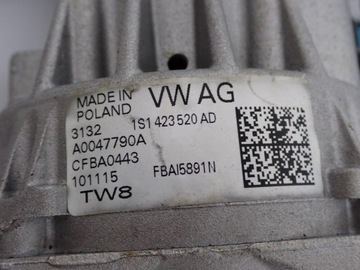 MADE IN VW AG
POLAND
3132 1S1 423 520 AD
A0047790A
CFBA0443
101115 FBAI5891N
TW8